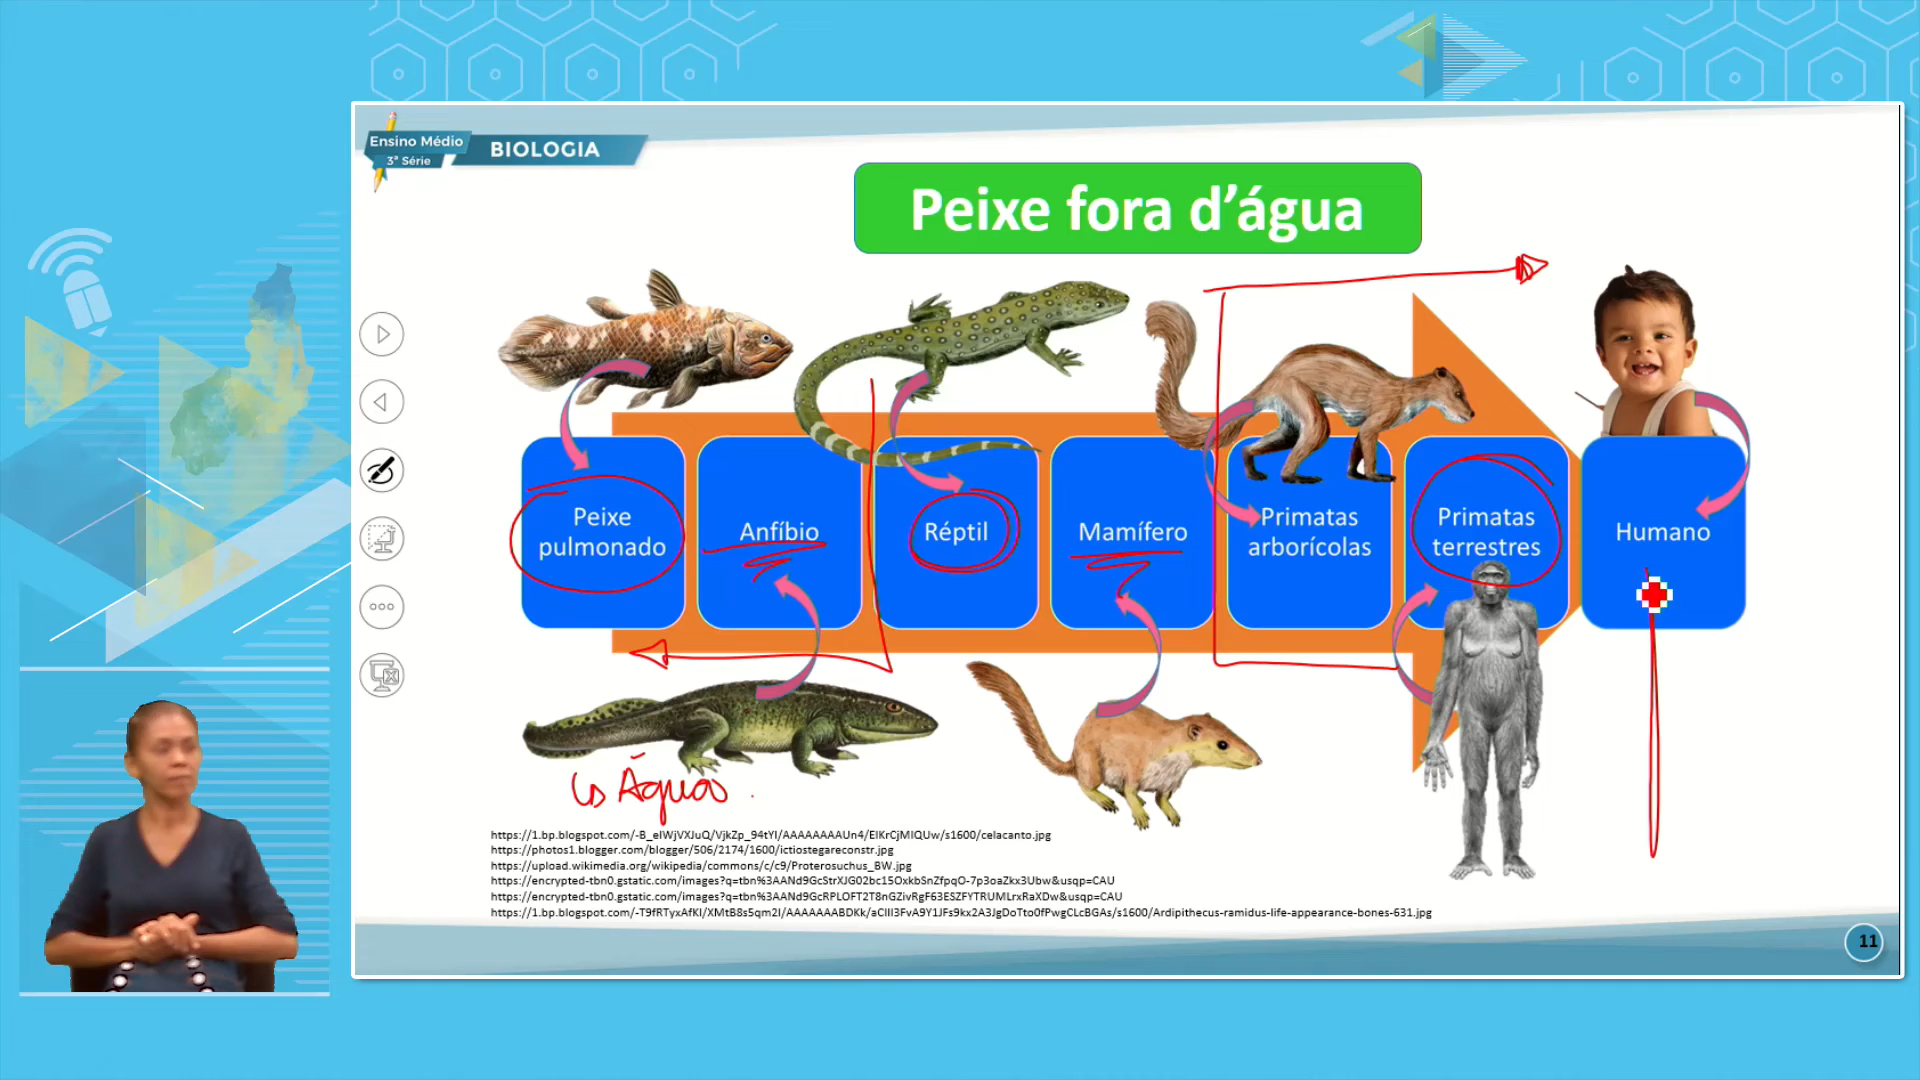 Ensino Médio
3ª Série
BIOLOGIA
Peixe fora d'água
Peixe
pulmonado
Anfíbio
Réptil
Mamífero
Primatas
arborícolas
Primatas
terrestres
Humano
Água
https://1.bp.blogspot.com/-B_eIWjVXJuQ/VjkZp_94tYI/AAAAAAAAUn4/EIKrCjMIQUw/s1600/celacanto.jpg
https://photos1.blogger.com/blogger/506/2174/1600/ictiostegareconstr.jpg
https://upload.wikimedia.org/wikipedia/commons/c/c9/Proterosuchus_BW.jpg
https://encrypted-tbn0.gstatic.com/images?q=tbn%3AANd9GcStrXJG02bc15OxkbSnZfpqO-7p3oaZkx3Ubw&usqp=CAU
https://encrypted-tbn0.gstatic.com/images?q=tbn%3AANd9GcRPLOFT2T8nGZivRgF63ESZFYTRUMLrxRaXDw&usqp=CAU
https://1.bp.blogspot.com/-T9fRTyxAfKI/XMtB8s5qm2I/AAAAAAABDKk/aCIII3FvA9Y1JFs9kx2A3JgDoTto0fPwgCLcBGAs/s1600/Ardipithecus-ramidus-life-appearance-bones-631.jpg
11